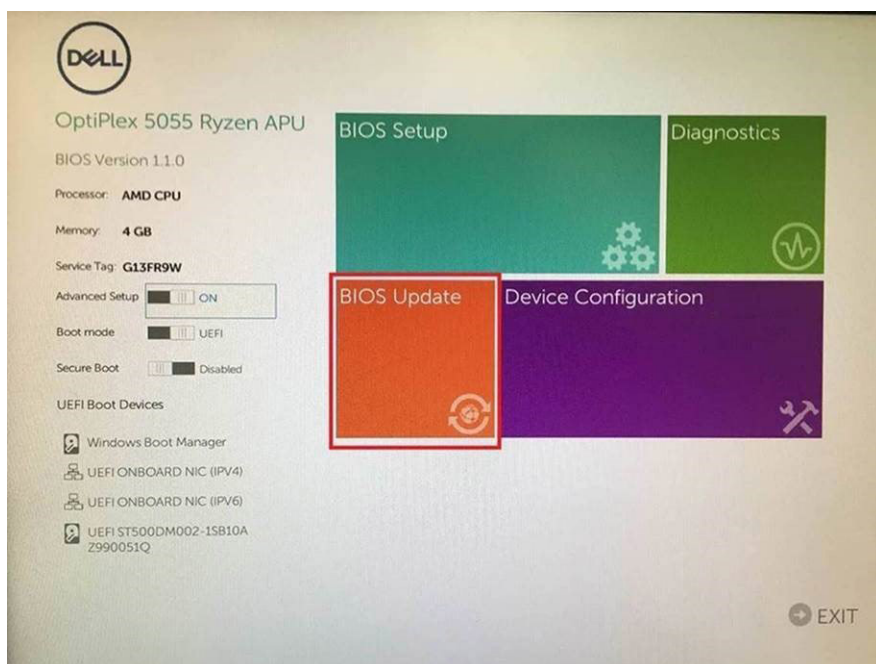 DELL
OptiPlex 5055 Ryzen APU
BIOS Version 1.1.0
Processor: AMD CPU
Memory: 4 GB
Service Tag: G13FR9W
Advanced Setup ON
Boot mode UEFI
Secure Boot Disabled
UEFI Boot Devices
Windows Boot Manager
UEFI ONBOARD NIC (IPV4)
UEFI ONBOARD NIC (IPV6)
UEFI ST500DM002-1SB10A
Z990051Q
BIOS Setup
Diagnostics
BIOS Update
Device Configuration
EXIT